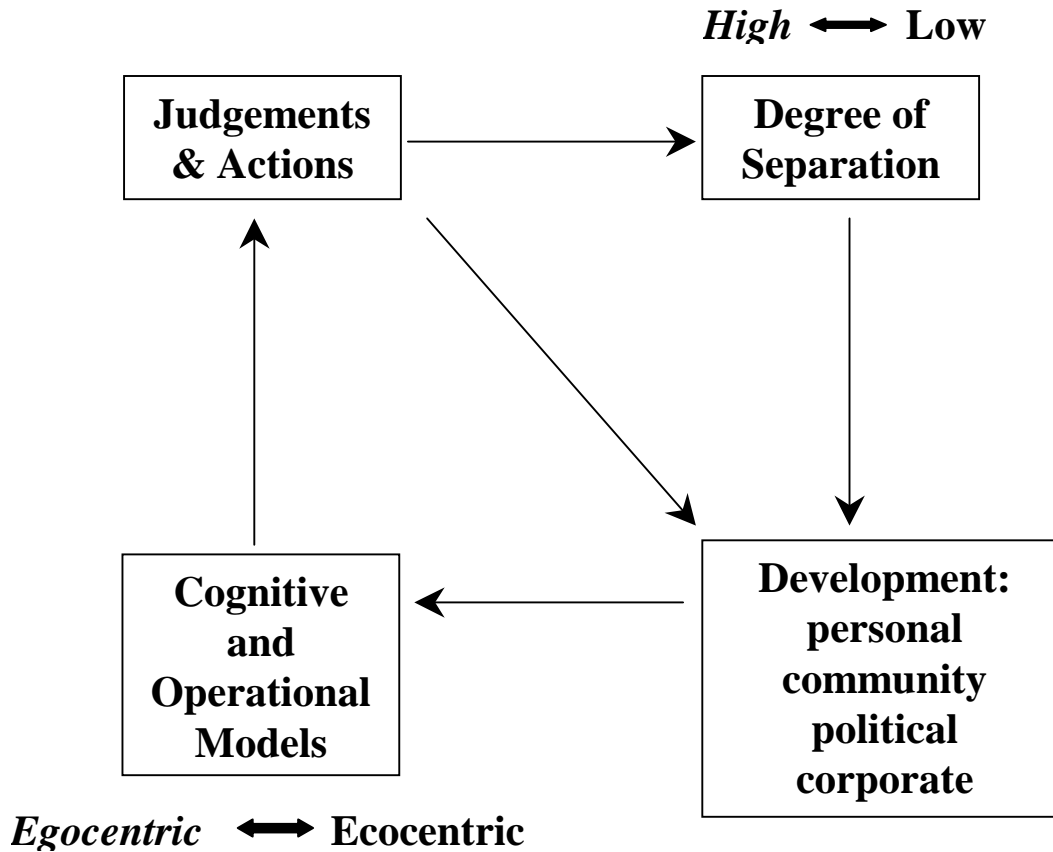 High Low
Judgements
& Actions
Degree of
Separation
Cognitive
and
Operational
Models
Development:
personal
community
political
corporate
Egocentric Ecocentric